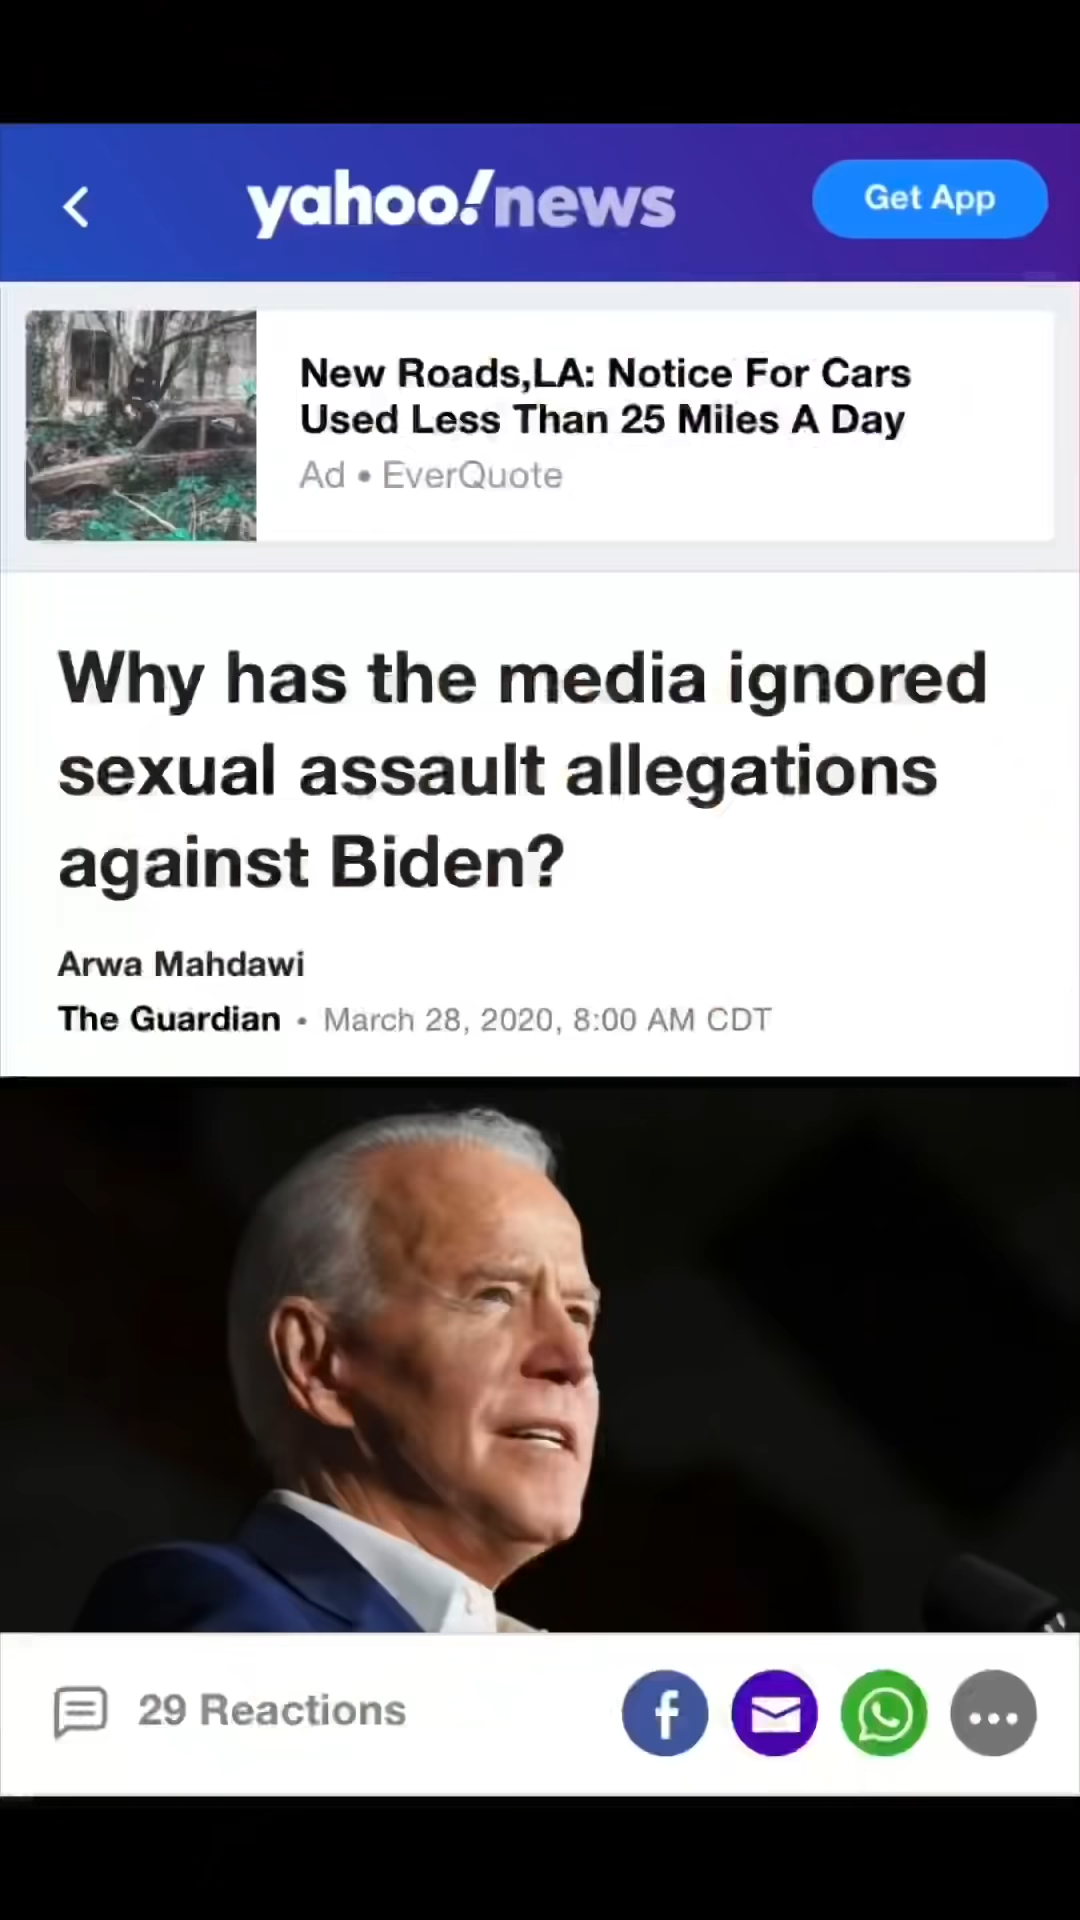 yahoo!news
Get App
New Roads,LA: Notice For Cars
Used Less Than 25 Miles A Day
Ad • EverQuote
Why has the media ignored
sexual assault allegations
against Biden?
Arwa Mahdawi
The Guardian • March 28, 2020, 8:00 AM CDT
29 Reactions